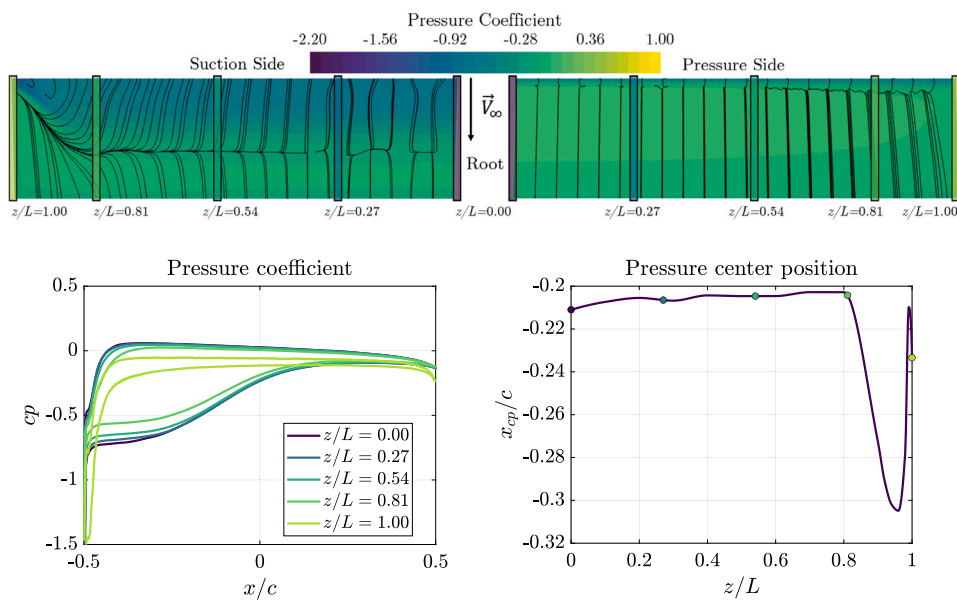 Pressure Coefficient
-2.20 -1.56 -0.92 -0.28 0.36 1.00
Suction Side
Pressure Side
V∞
Root
z/L=1.00 z/L=0.81 z/L=0.54 z/L=0.27 z/L=0.00
z/L=0.27 z/L=0.54 z/L=0.81 z/L=1.00
Pressure coefficient
0.5
0
-0.5
-1
-1.5
cp
z/L = 0.00
z/L = 0.27
z/L = 0.54
z/L = 0.81
z/L = 1.00
-0.5 0 0.5
x/c
Pressure center position
-0.2
-0.22
-0.24
-0.26
-0.28
-0.3
-0.32
x_cp/c
0 0.2 0.4 0.6 0.8 1
z/L